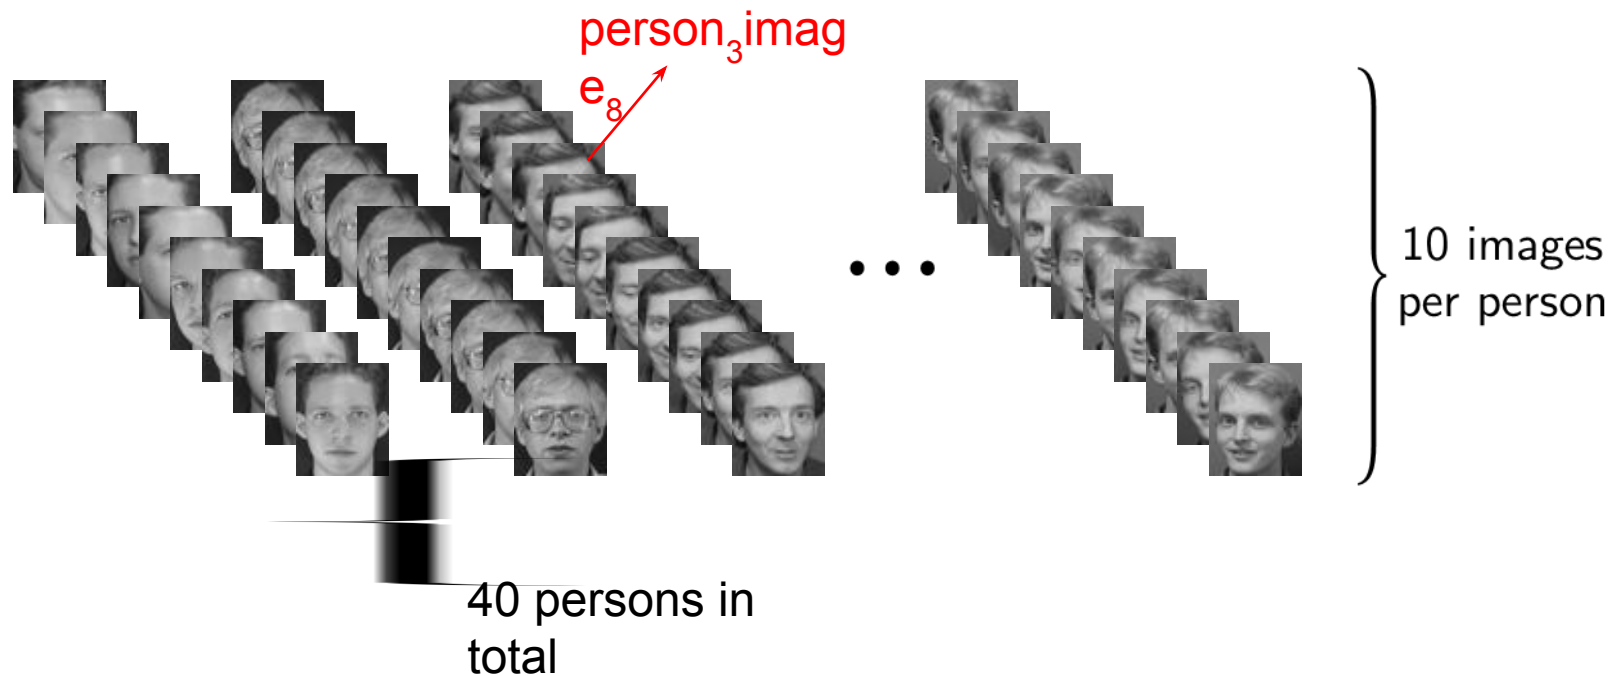 person₃imag
e₈
10 images
per person
40 persons in
total